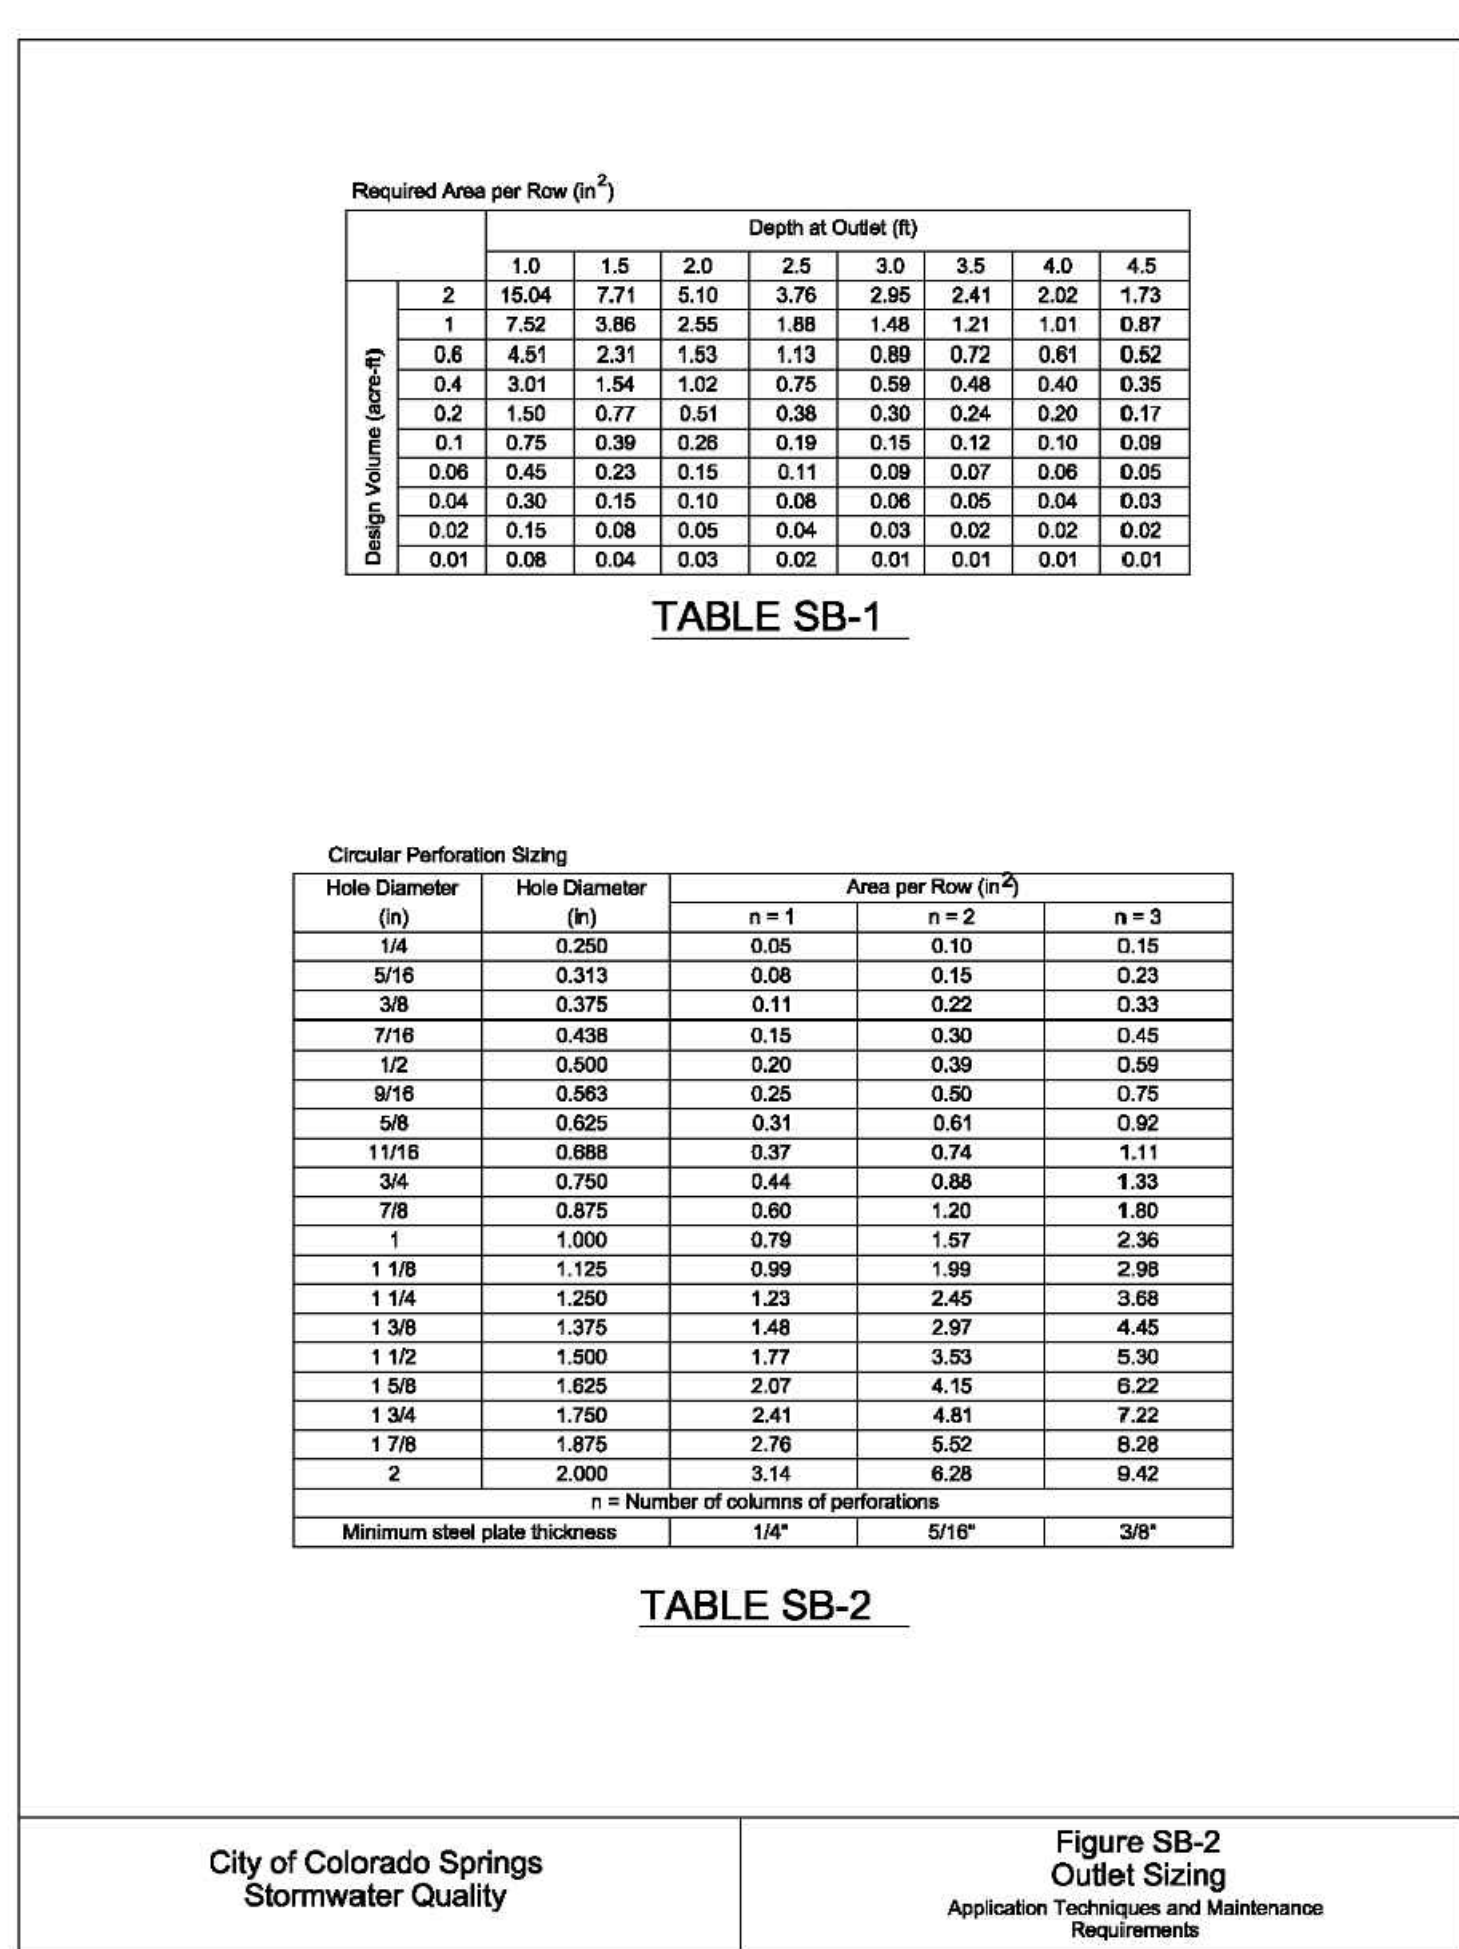 Required Area per Row (in²)
Depth at Outlet (ft)
1.0 1.5 2.0 2.5 3.0 3.5 4.0 4.5
Design Volume (acre-ft)
2 15.04 7.71 5.10 3.76 2.95 2.41 2.02 1.73
1 7.52 3.86 2.55 1.88 1.48 1.21 1.01 0.87
0.6 4.51 2.31 1.53 1.13 0.89 0.72 0.61 0.52
0.4 3.01 1.54 1.02 0.75 0.59 0.48 0.40 0.35
0.2 1.50 0.77 0.51 0.38 0.30 0.24 0.20 0.17
0.1 0.75 0.39 0.26 0.19 0.15 0.12 0.10 0.09
0.06 0.45 0.23 0.15 0.11 0.09 0.07 0.06 0.05
0.04 0.30 0.15 0.10 0.08 0.06 0.05 0.04 0.03
0.02 0.15 0.08 0.05 0.04 0.03 0.02 0.02 0.02
0.01 0.08 0.04 0.03 0.02 0.01 0.01 0.01 0.01
TABLE SB-1
Circular Perforation Sizing
Hole Diameter Hole Diameter Area per Row (in²)
(in) (in) n = 1 n = 2 n = 3
1/4 0.250 0.05 0.10 0.15
5/16 0.313 0.08 0.15 0.23
3/8 0.375 0.11 0.22 0.33
7/16 0.438 0.15 0.30 0.45
1/2 0.500 0.20 0.39 0.59
9/16 0.563 0.25 0.50 0.75
5/8 0.625 0.31 0.61 0.92
11/16 0.688 0.37 0.74 1.11
3/4 0.750 0.44 0.88 1.33
7/8 0.875 0.60 1.20 1.80
1 1.000 0.79 1.57 2.36
1 1/8 1.125 0.99 1.99 2.98
1 1/4 1.250 1.23 2.45 3.68
1 3/8 1.375 1.48 2.97 4.45
1 1/2 1.500 1.77 3.53 5.30
1 5/8 1.625 2.07 4.15 6.22
1 3/4 1.750 2.41 4.81 7.22
1 7/8 1.875 2.76 5.52 8.28
2 2.000 3.14 6.28 9.42
n = Number of columns of perforations
Minimum steel plate thickness 1/4" 5/16" 3/8"
TABLE SB-2
City of Colorado Springs
Stormwater Quality
Figure SB-2
Outlet Sizing
Application Techniques and Maintenance
Requirements